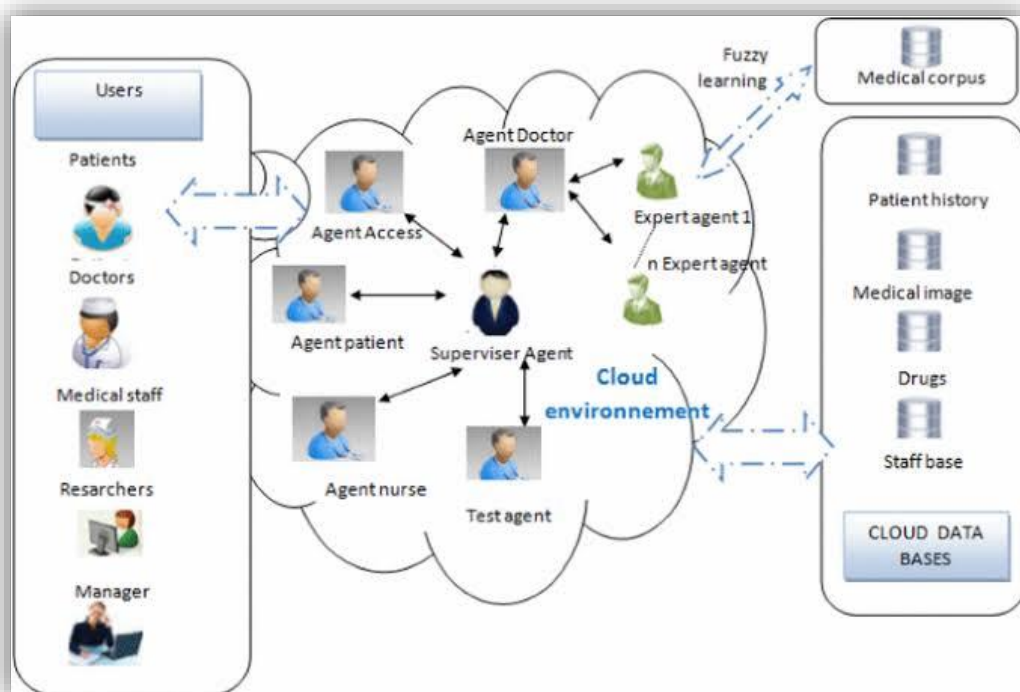 Users
Patients
Doctors
Medical staff
Resarchers
Manager
Agent Doctor
Agent Access
Expert agent 1
n Expert agent
Agent patient
Superviser Agent
Cloud
environnement
Agent nurse
Test agent
Fuzzy
learning
Medical corpus
Patient history
Medical image
Drugs
Staff base
CLOUD DATA
BASES